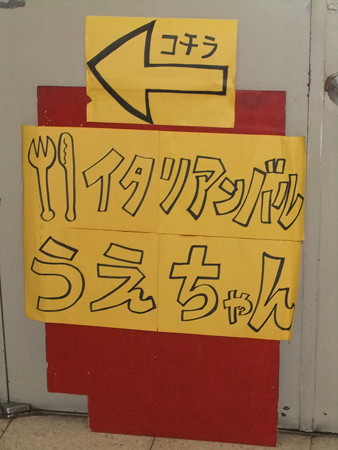 コチラ
イタリアンバル
うえちゃん